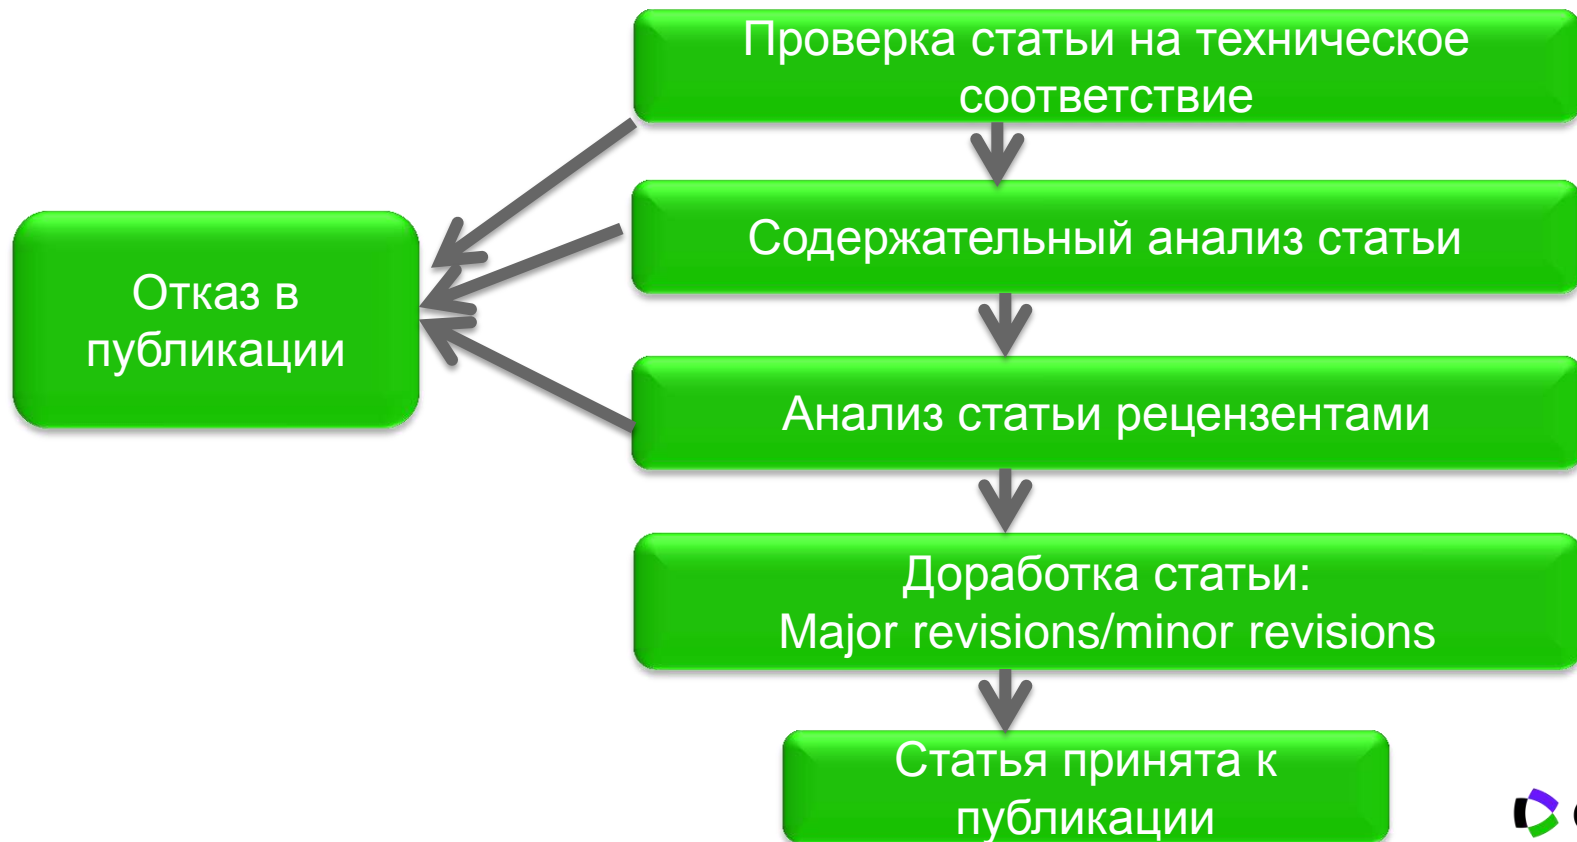 Проверка статьи на техническое
соответствие
Содержательный анализ статьи
Отказ в
публикации
Анализ статьи рецензентами
Доработка статьи:
Major revisions/minor revisions
Статья принята к
публикации